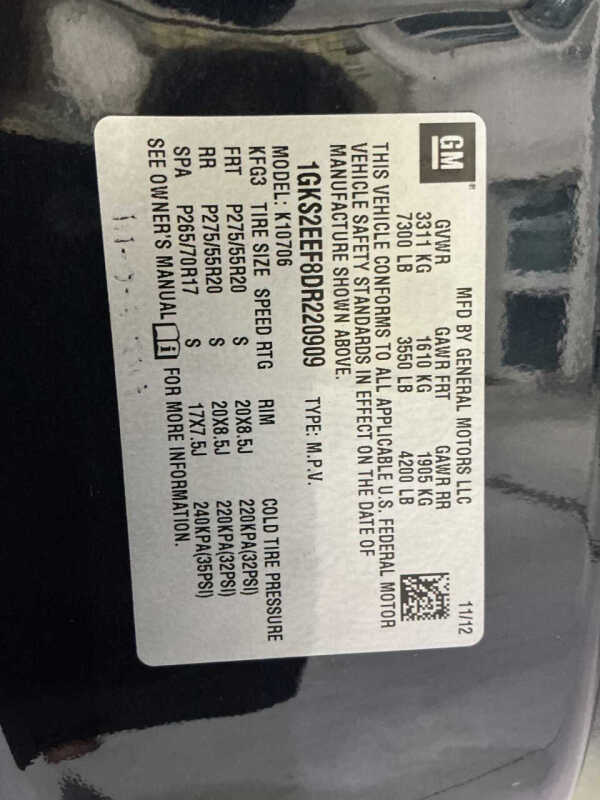 GM®
MFD BY GENERAL MOTORS LLC 11/12
GVWR GAWR FRT GAWR RR
3311 KG 1610 KG 1905 KG
7300 LB 3550 LB 4200 LB
THIS VEHICLE CONFORMS TO ALL APPLICABLE U.S. FEDERAL MOTOR
VEHICLE SAFETY STANDARDS IN EFFECT ON THE DATE OF
MANUFACTURE SHOWN ABOVE.
1GKS2EEF8DR220909 TYPE: M.P.V.
MODEL: K10706
KFG3 TIRE SIZE SPEED RTG RIM COLD TIRE PRESSURE
FRT P275/55R20 S 20X8.5J 220KPA(32PSI)
RR P275/55R20 S 20X8.5J 220KPA(32PSI)
SPA P265/70R17 S 17X7.5J 240KPA(35PSI)
SEE OWNER'S MANUAL i FOR MORE INFORMATION.